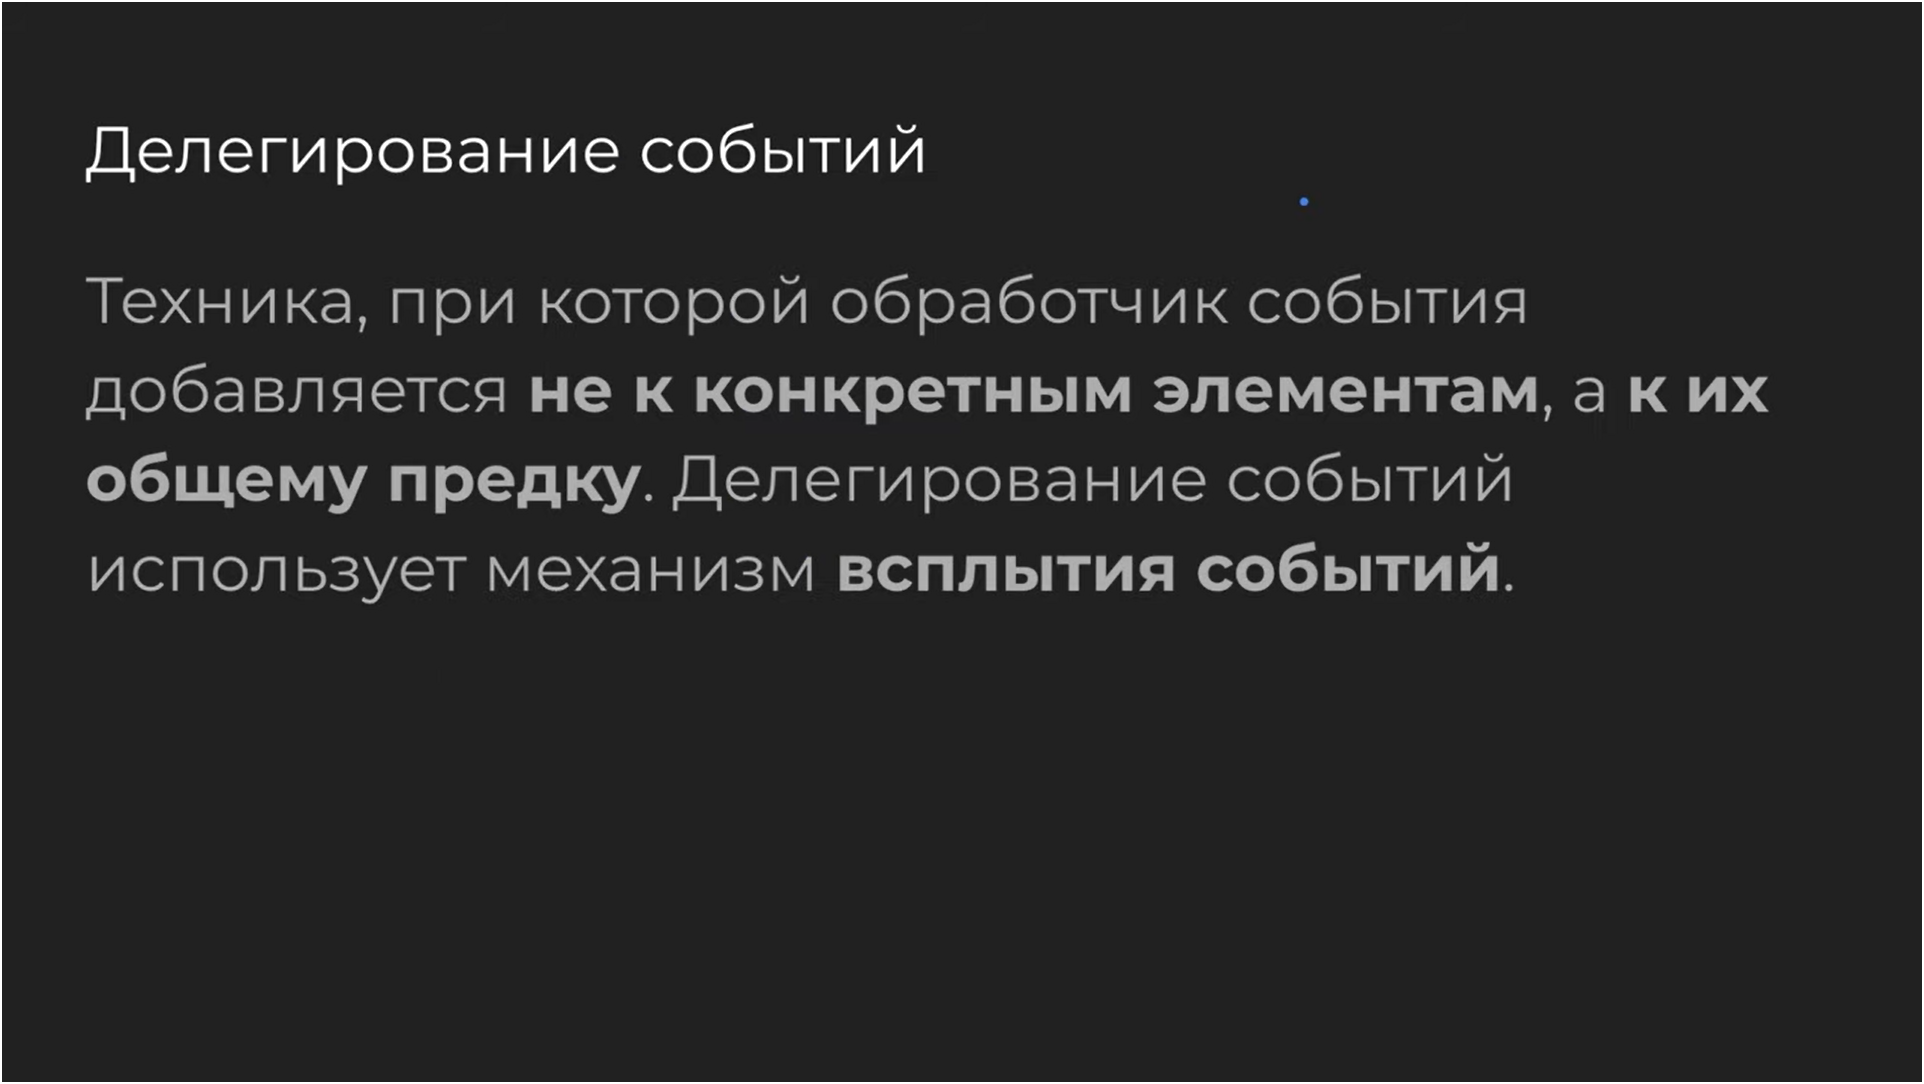 Делегирование событий
Техника, при которой обработчик события
добавляется не к конкретным элементам, а к их
общему предку. Делегирование событий
использует механизм всплытия событий.